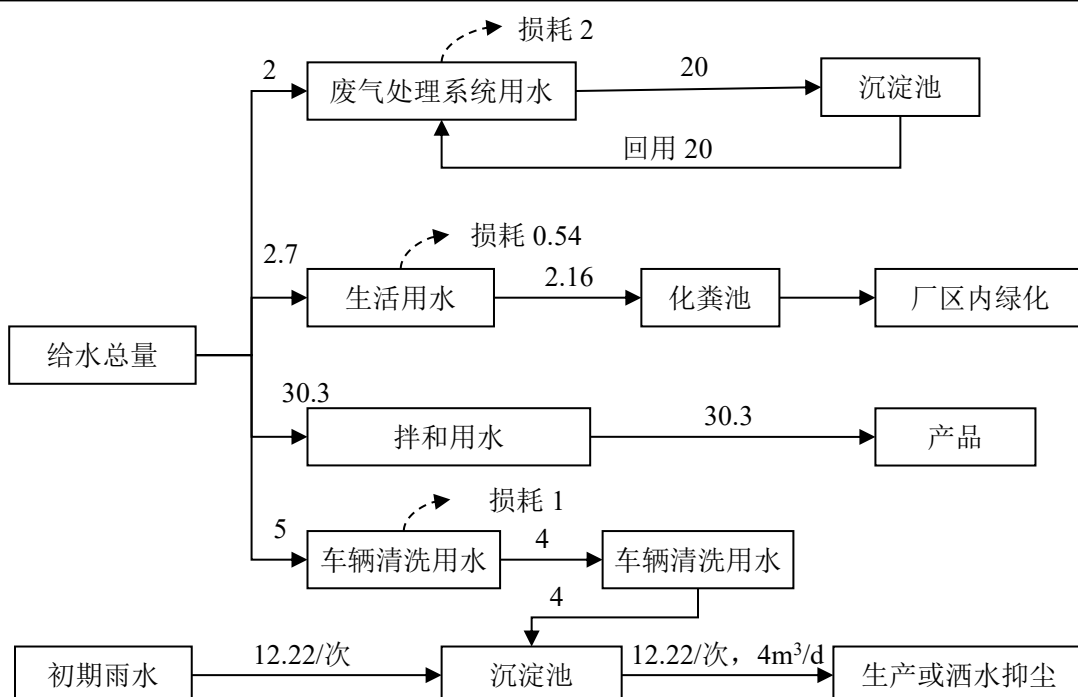 损耗 2
2
废气处理系统用水
20
沉淀池
回用 20
损耗 0.54
2.7
生活用水
2.16
化粪池
厂区内绿化
给水总量
30.3
拌和用水
30.3
产品
损耗 1
5
车辆清洗用水
4
车辆清洗用水
4
初期雨水
12.22/次
沉淀池
12.22/次，4m³/d
生产或洒水抑尘